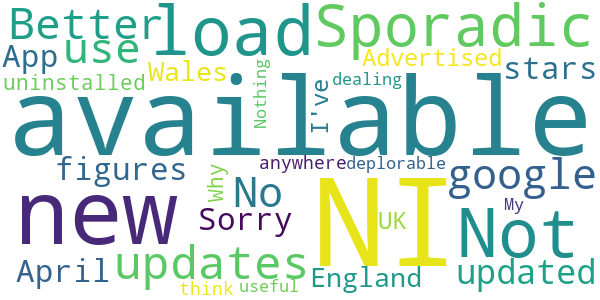 Better load Sporadic
App use Wales Advertised stars
uninstalled Nothing I've dealing
available
figures anywhere deplorable google
new Why No NI My
Sorry UK Not
April updates England updated
think useful